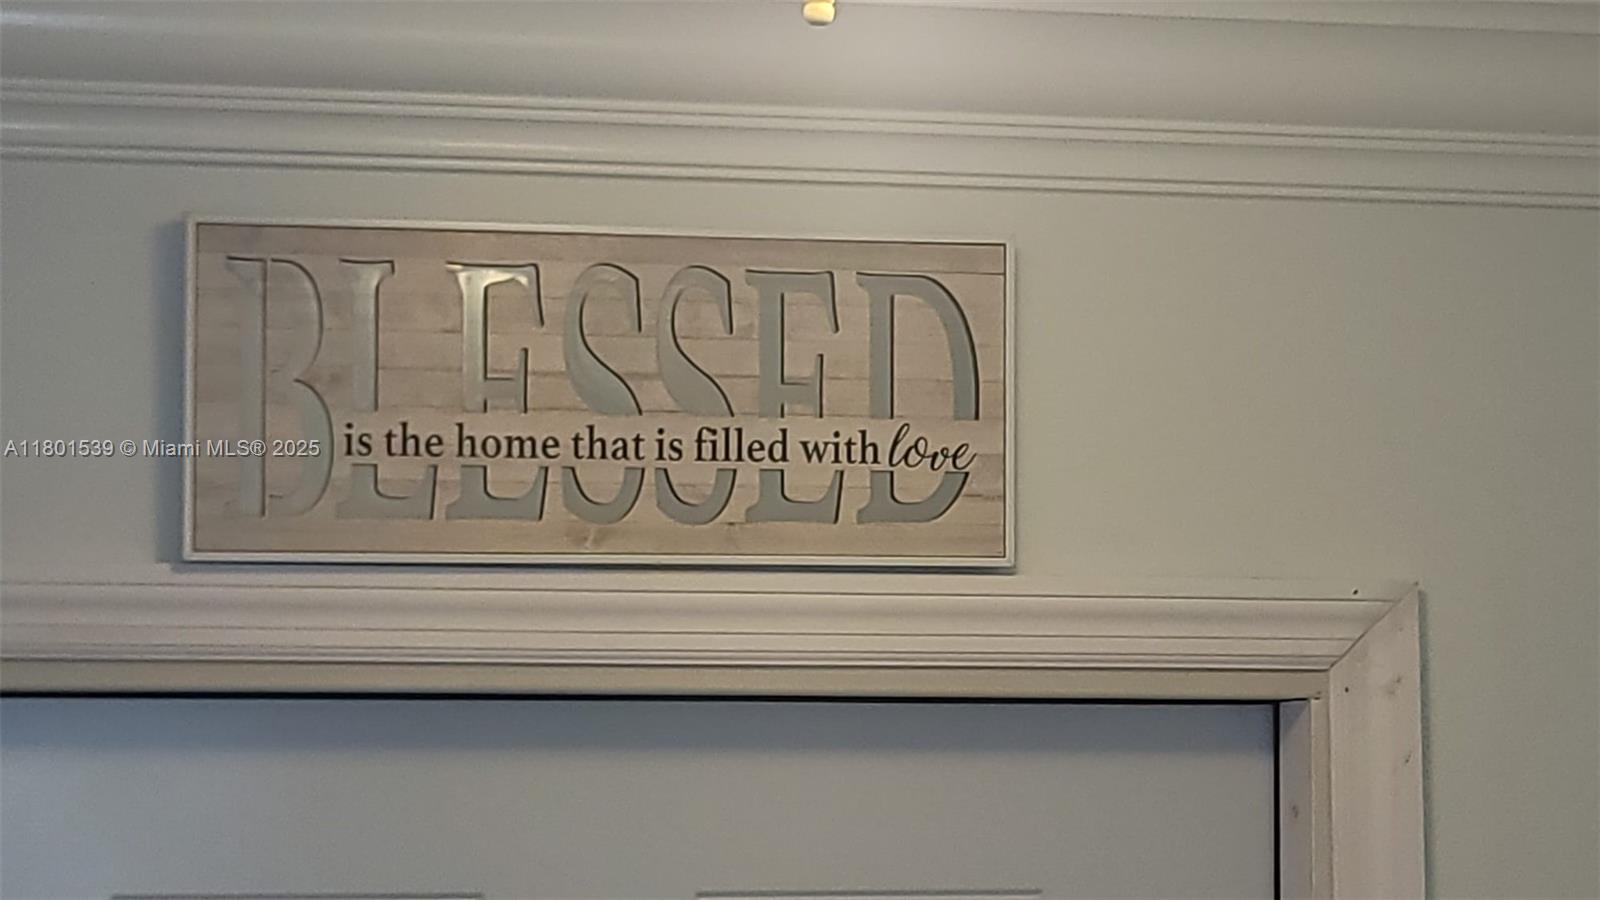 BLESSED
is the home that is filled with love
A11801539 © Miami MLS® 2025